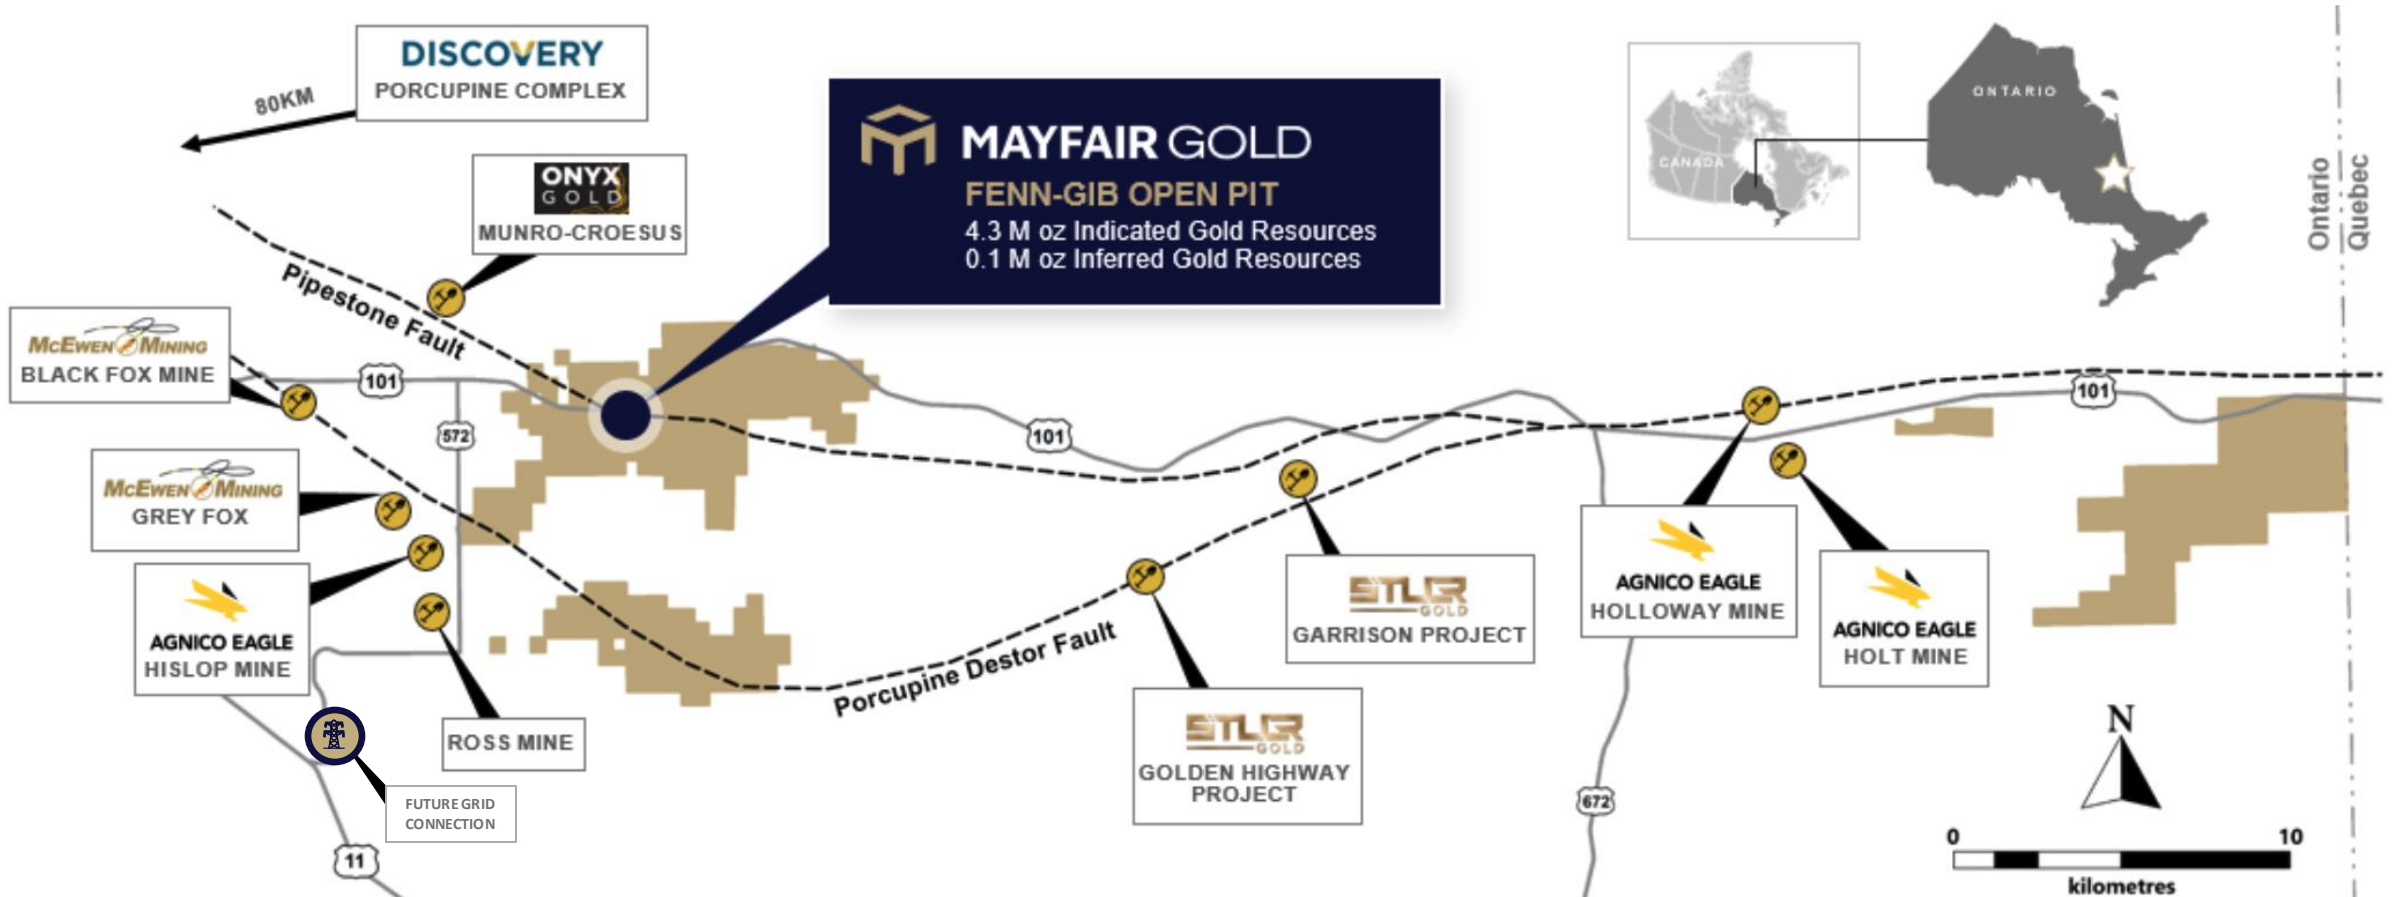 DISCOVERY
PORCUPINE COMPLEX
80KM
ONYX
GOLD
MUNRO-CROESUS
MAYFAIR GOLD
FENN-GIB OPEN PIT
4.3 M oz Indicated Gold Resources
0.1 M oz Inferred Gold Resources
CANADA
ONTARIO
Ontario
Quebec
Pipestone Fault
McEWEN MINING
BLACK FOX MINE
101
572
101
101
McEWEN MINING
GREY FOX
AGNICO EAGLE
HISLOP MINE
ROSS MINE
FUTURE GRID
CONNECTION
11
Porcupine Destor Fault
STLLR
GOLD
GARRISON PROJECT
STLLR
GOLD
GOLDEN HIGHWAY
PROJECT
AGNICO EAGLE
HOLLOWAY MINE
AGNICO EAGLE
HOLT MINE
672
N
0 10
kilometres